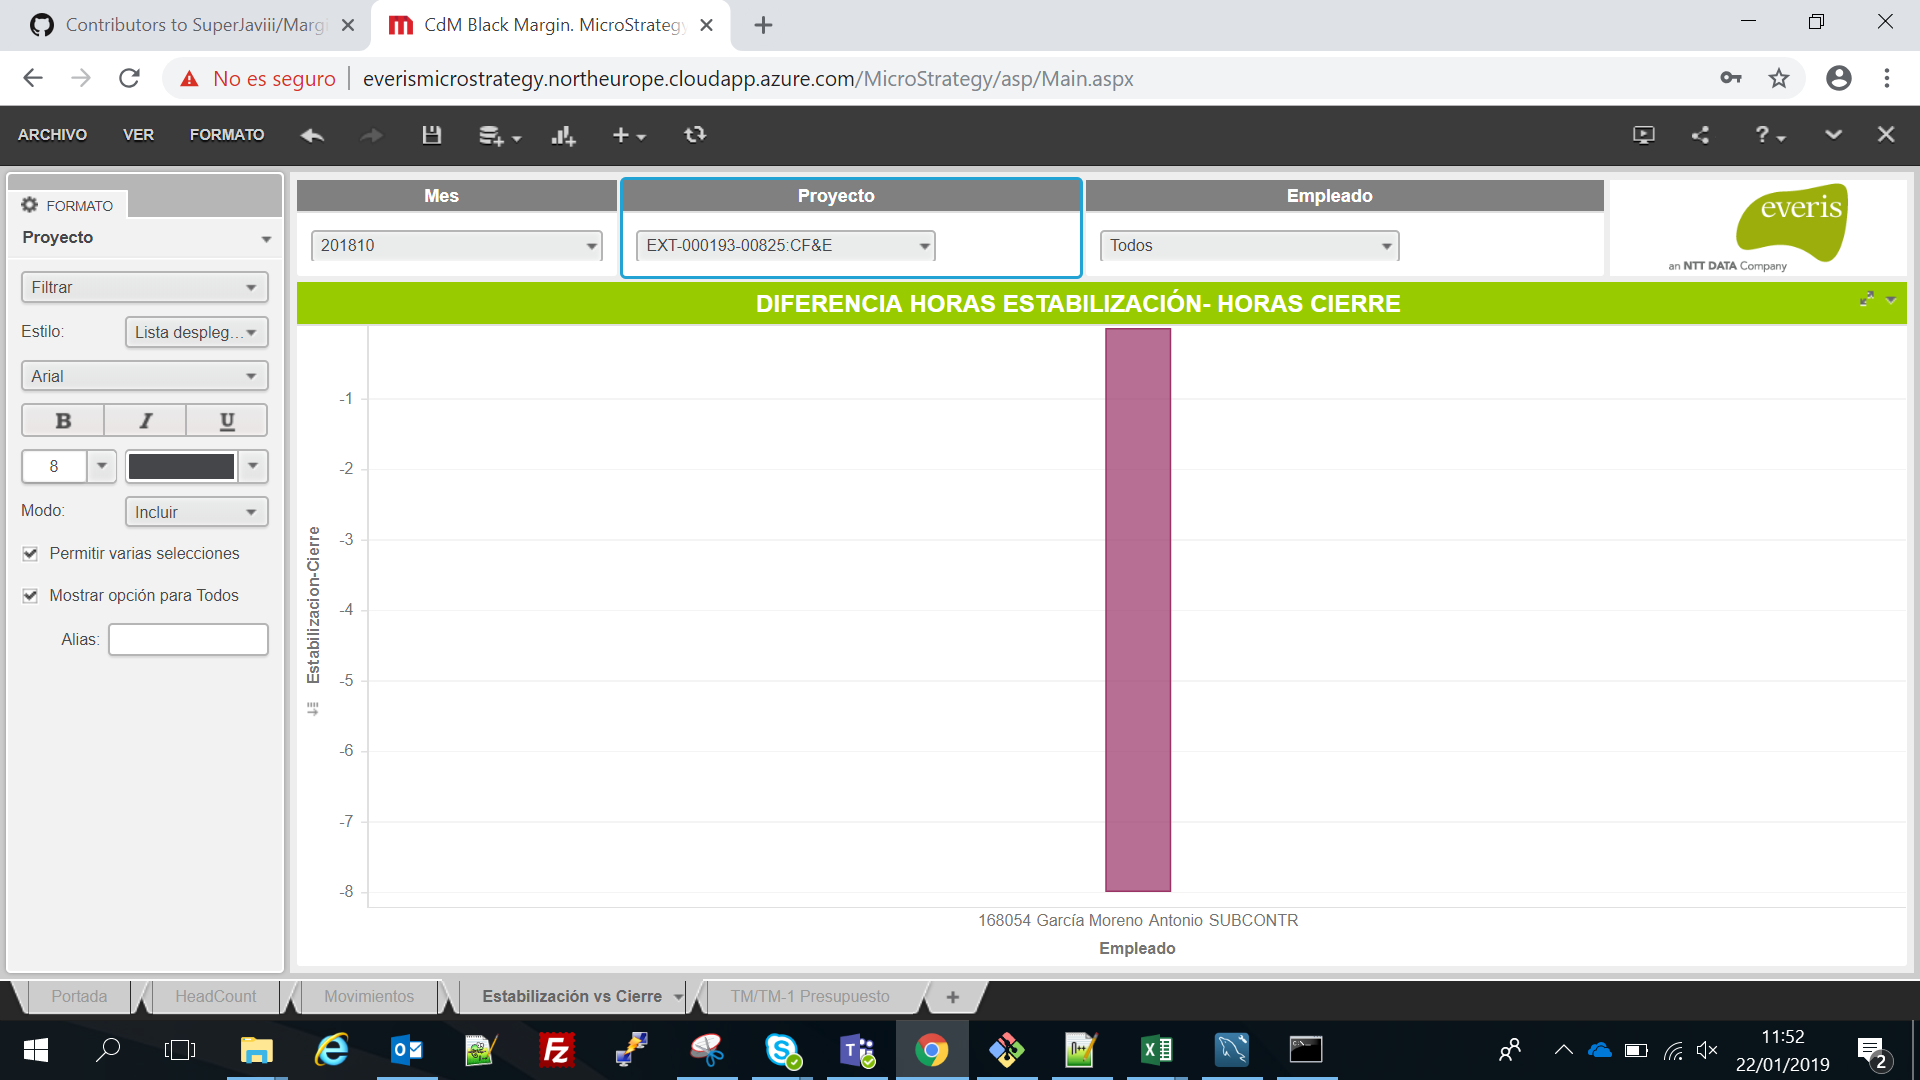 Contributors to SuperJaviii/Margi
CdM Black Margin. MicroStrategy
No es seguro
everismicrostrategy.northeurope.cloudapp.azure.com/MicroStrategy/asp/Main.aspx
ARCHIVO VER FORMATO
?
FORMATO
Proyecto
Filtrar
Estilo: Lista despleg...
Arial
B I U
8
Modo: Incluir
Permitir varias selecciones
Mostrar opción para Todos
Alias:
Mes
201810
Proyecto
EXT-000193-00825:CF&E
Empleado
Todos
everis
an NTT DATA Company
DIFERENCIA HORAS ESTABILIZACIÓN- HORAS CIERRE
Estabilizacion-Cierre
-1
-2
-3
-4
-5
-6
-7
-8
168054 García Moreno Antonio SUBCONTR
Empleado
Portada HeadCount Movimientos Estabilización vs Cierre TM/TM-1 Presupuesto +
11:52
22/01/2019
2